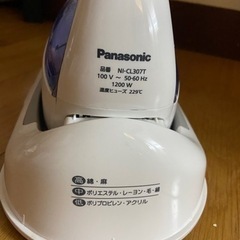 Panasonic
品番 NI-CL307T
100 V ～ 50-60 Hz
1200 W
温度ヒューズ 229℃
高 綿・麻
中 ポリエステル・レーヨン・毛・絹
低 ポリプロピレン・アクリル